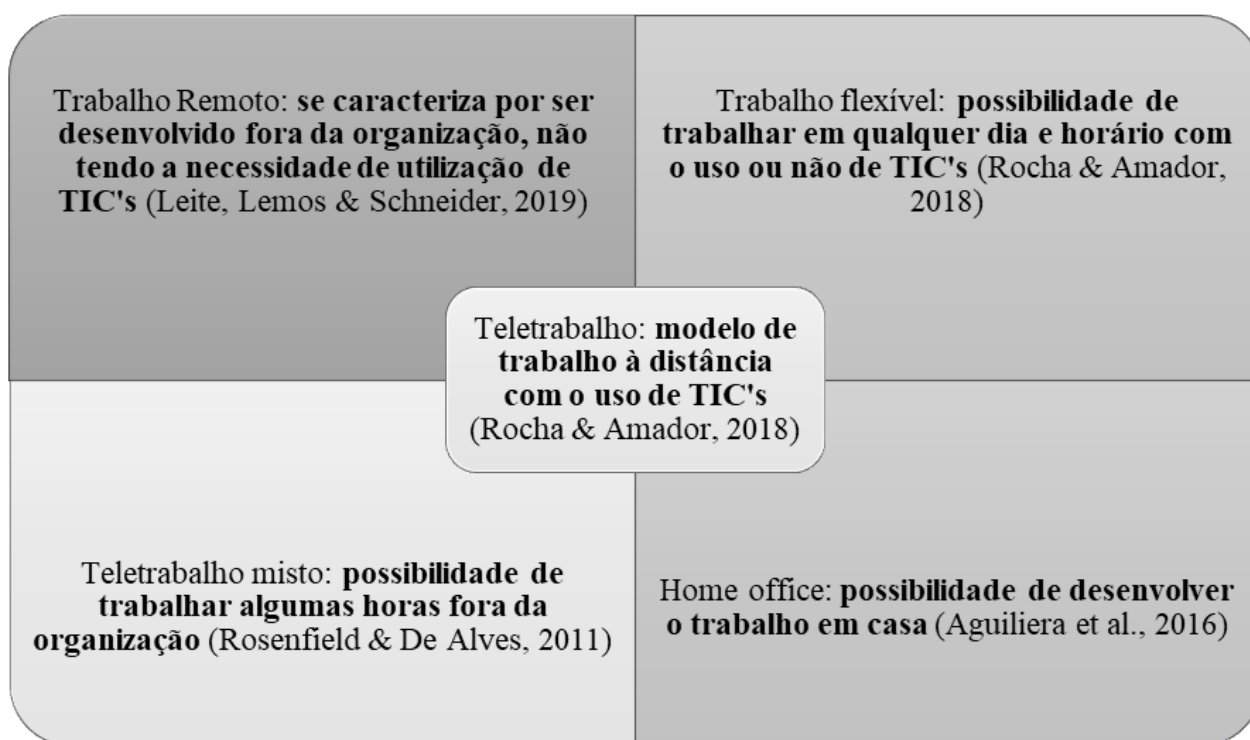 Trabalho Remoto: se caracteriza por ser
desenvolvido fora da organização, não
tendo a necessidade de utilização de
TIC's (Leite, Lemos & Schneider, 2019)
Trabalho flexível: possibilidade de
trabalhar em qualquer dia e horário com
o uso ou não de TIC's (Rocha & Amador,
2018)
Teletrabalho: modelo de
trabalho à distância
com o uso de TIC's
(Rocha & Amador, 2018)
Teletrabalho misto: possibilidade de
trabalhar algumas horas fora da
organização (Rosenfield & De Alves, 2011)
Home office: possibilidade de desenvolver
o trabalho em casa (Aguiliera et al., 2016)